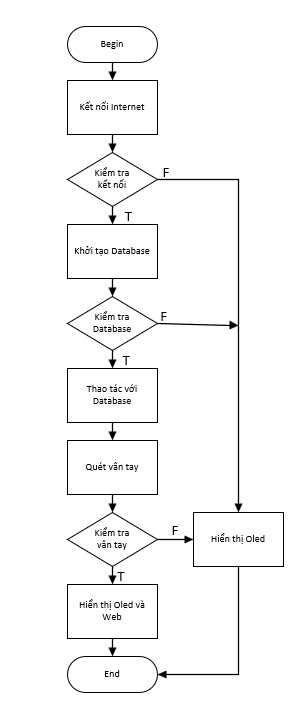 Begin
Kết nối Internet
Kiểm tra
kết nối
F
T
Khởi tạo Database
Kiểm tra
Database
F
T
Thao tác với
Database
Quét vân tay
Kiểm tra
vân tay
F
Hiển thị Oled
T
Hiển thị Oled và
Web
End